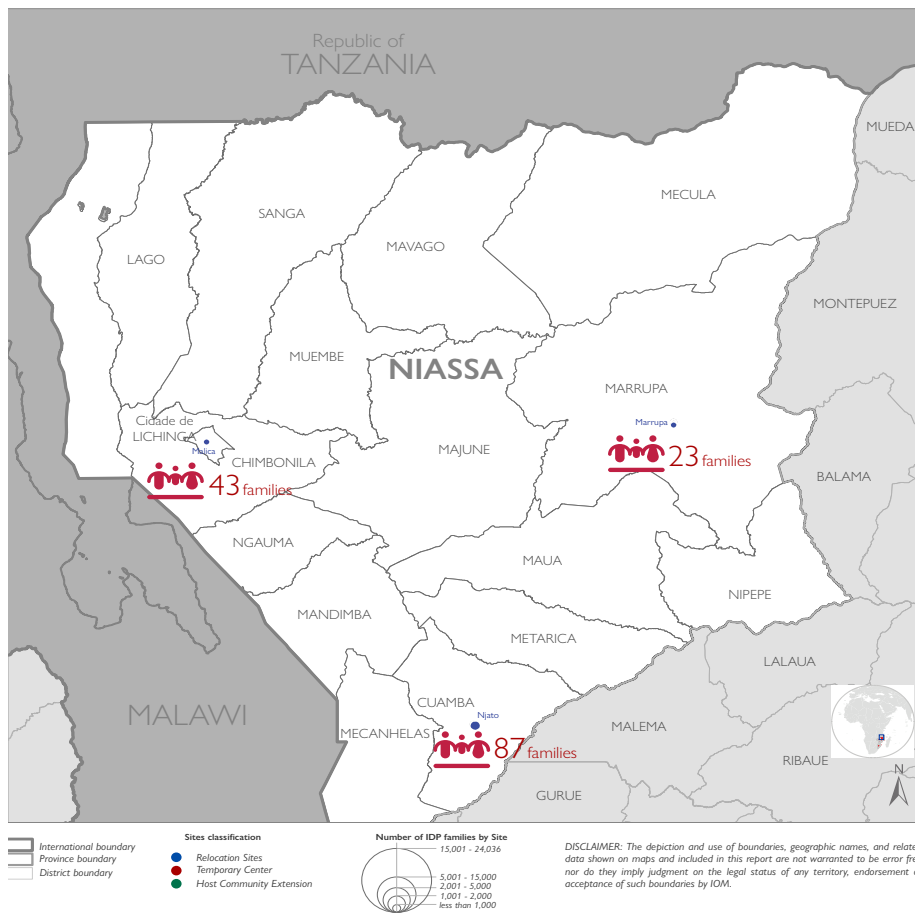 Republic of
TANZANIA
MUEDA
MECULA
SANGA
MAVAGO
LAGO
MONTEPUEZ
MUEMBE
NIASSA
MARRUPA
Cidade de
LICHINGA
Marrupa
Malica
MAJUNE
CHIMBONILA
23 families
BALAMA
43 families
NGAUMA
MAUA
NIPEPE
MANDIMBA
METARICA
LALAUA
CUAMBA
MALAWI
Njato
MALEMA
MECANHELAS
87 families
RIBAUE
N
GURUE
International boundary
Province boundary
District boundary
Sites classification
Relocation Sites
Temporary Center
Host Community Extension
Number of IDP families by Site
15,001 - 24,036
5,001 - 15,000
2,001 - 5,000
1,001 - 2,000
less than 1,000
DISCLAIMER: The depiction and use of boundaries, geographic names, and relate
data shown on maps and included in this report are not warranted to be error fre
nor do they imply judgment on the legal status of any territory, endorsement o
acceptance of such boundaries by IOM.